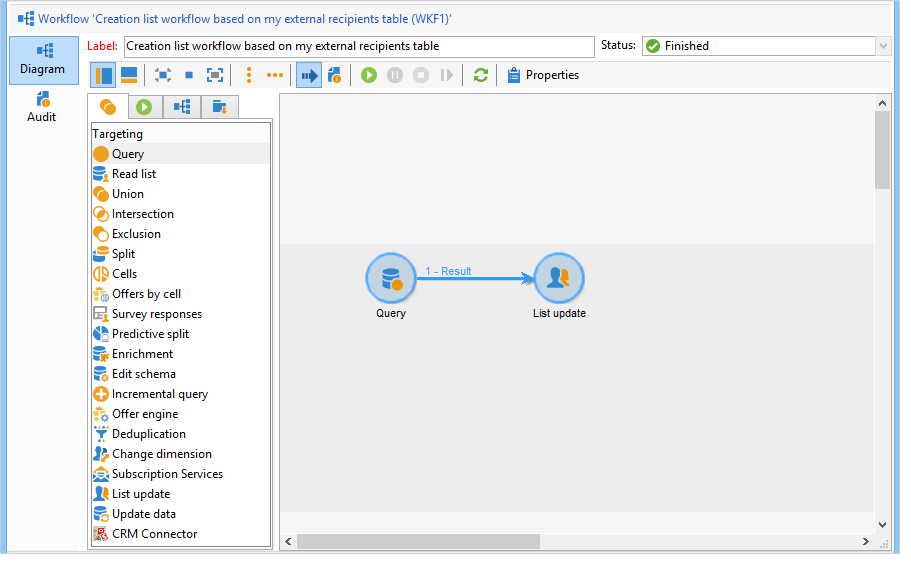 Workflow 'Creation list workflow based on my external recipients table (WKF1)'
Diagram
Audit
Label: Creation list workflow based on my external recipients table Status: Finished
Properties
Targeting
Query
Read list
Union
Intersection
Exclusion
Split
Cells
Offers by cell
Survey responses
Predictive split
Enrichment
Edit schema
Incremental query
Offer engine
Deduplication
Change dimension
Subscription Services
List update
Update data
CRM Connector
1 - Result
Query
List update